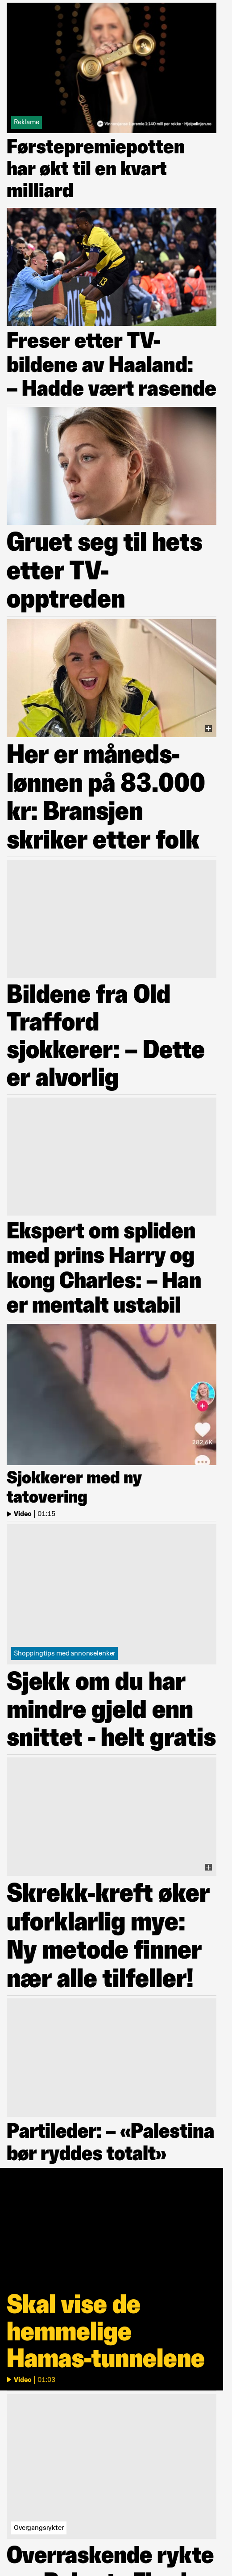 Reklame
Førstepremiepotten
har økt til en kvart
milliard
Freser etter TV-
bildene av Haaland:
– Hadde vært rasende
Gruet seg til hets
etter TV-
opptreden
Her er måneds-
lønnen på 83.000
kr: Bransjen
skriker etter folk
Bildene fra Old
Trafford
sjokkerer: – Dette
er alvorlig
Ekspert om spliden
med prins Harry og
kong Charles: – Han
er mentalt ustabil
382,6K
Sjokkerer med ny
tatovering
Video | 01:15
Shoppingtips med annonselenker
Sjekk om du har
mindre gjeld enn
snittet - helt gratis
Skrekk-kreft øker
uforklarlig mye:
Ny metode finner
nær alle tilfeller!
Partileder: – «Palestina
bør ryddes totalt»
Skal vise de
hemmelige
Hamas-tunnelene
Video | 01:03
Overgangsrykter
Overraskende rykte